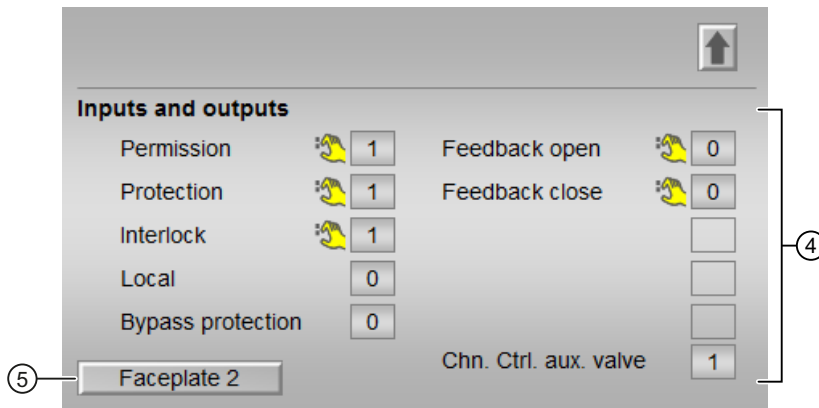 Inputs and outputs
Permission 1 Feedback open 0
Protection 1 Feedback close 0
Interlock 1
Local 0
Bypass protection 0
Chn. Ctrl. aux. valve 1
Faceplate 2
4
5